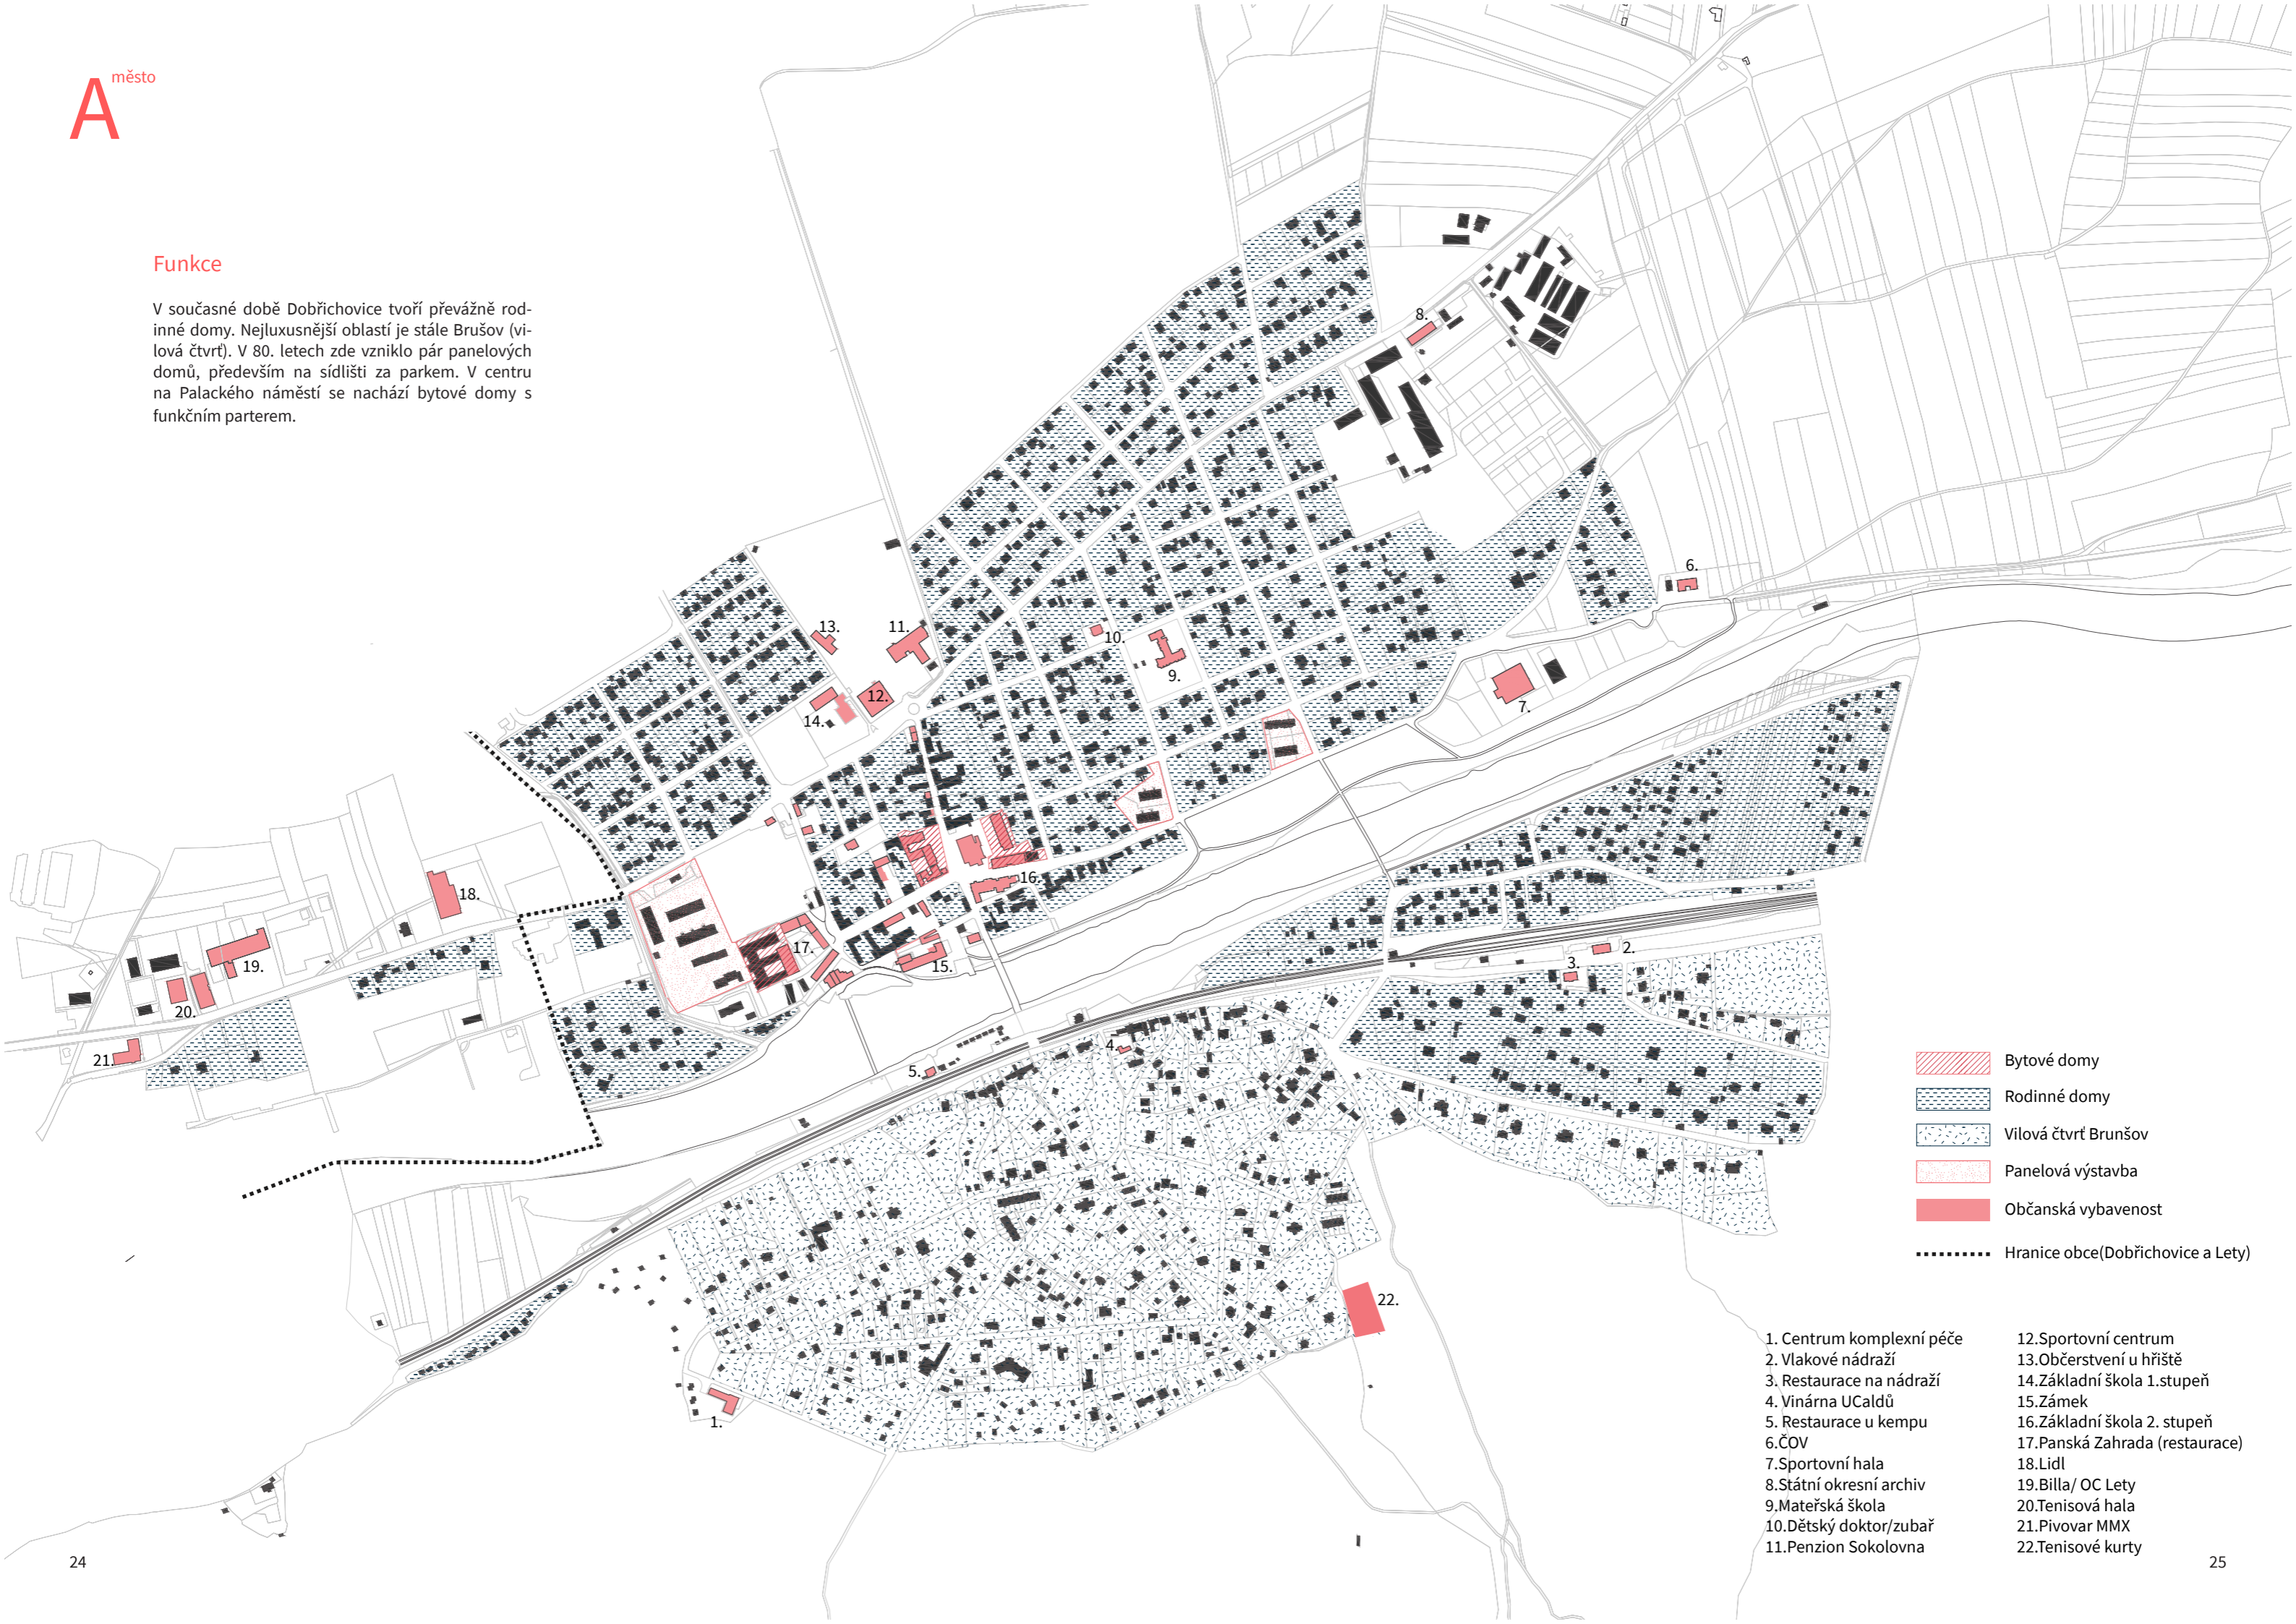 A město
Funkce
V současné době Dobřichovice tvoří převážně rod-
inné domy. Nejluxusnější oblastí je stále Brušov (vi-
lová čtvrť). V 80. letech zde vzniklo pár panelových
domů, především na sídlišti za parkem. V centru
na Palackého náměstí se nachází bytové domy s
funkčním parterem.
8.
6.
13.
11.
10.
9.
12.
14.
7.
16.
18.
17.
19.
15.
2.
3.
20.
4.
21.
5.
22.
1.
Bytové domy
Rodinné domy
Vilová čtvrť Brunšov
Panelová výstavba
Občanská vybavenost
Hranice obce(Dobřichovice a Lety)
1. Centrum komplexní péče
2. Vlakové nádraží
3. Restaurace na nádraží
4. Vinárna UCaldů
5. Restaurace u kempu
6.ČOV
7.Sportovní hala
8.Státní okresní archiv
9.Mateřská škola
10.Dětský doktor/zubař
11.Penzion Sokolovna
12.Sportovní centrum
13.Občerstvení u hřiště
14.Základní škola 1.stupeň
15.Zámek
16.Základní škola 2. stupeň
17.Panská Zahrada (restaurace)
18.Lidl
19.Billa/ OC Lety
20.Tenisová hala
21.Pivovar MMX
22.Tenisové kurty
24
25